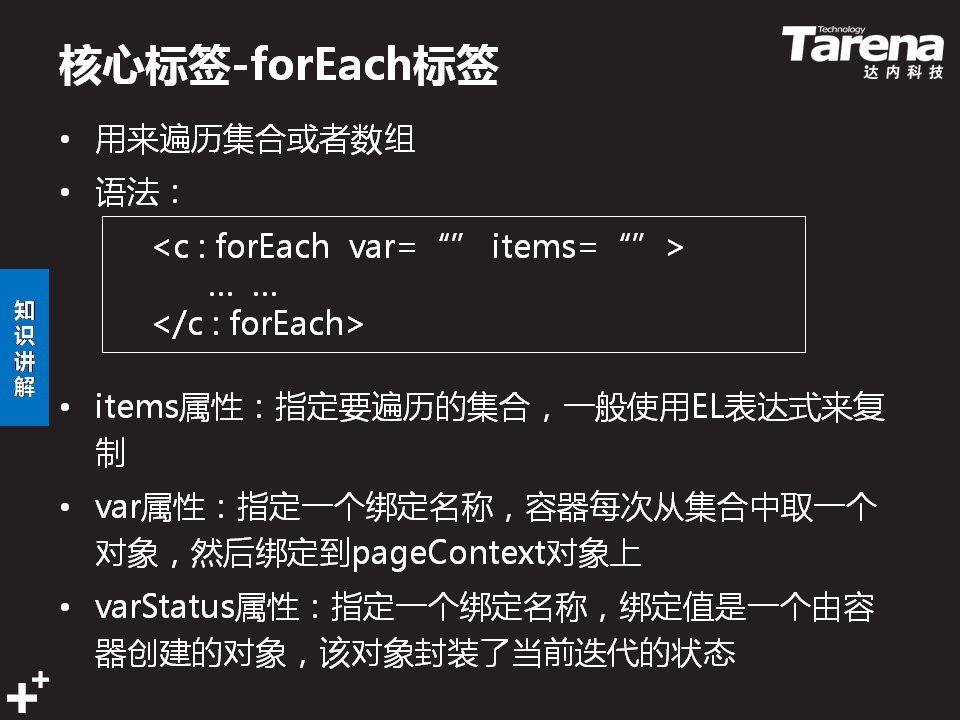 核心标签-forEach标签
Technology
Tarena
达内科技
• 用来遍历集合或者数组
• 语法：
<c : forEach var= “” items= “” >
... ...
</c : forEach>
知识讲解
• items属性：指定要遍历的集合，一般使用EL表达式来复
制
• var属性：指定一个绑定名称，容器每次从集合中取一个
对象，然后绑定到pageContext对象上
• varStatus属性：指定一个绑定名称，绑定值是一个由容
器创建的对象，该对象封装了当前迭代的状态